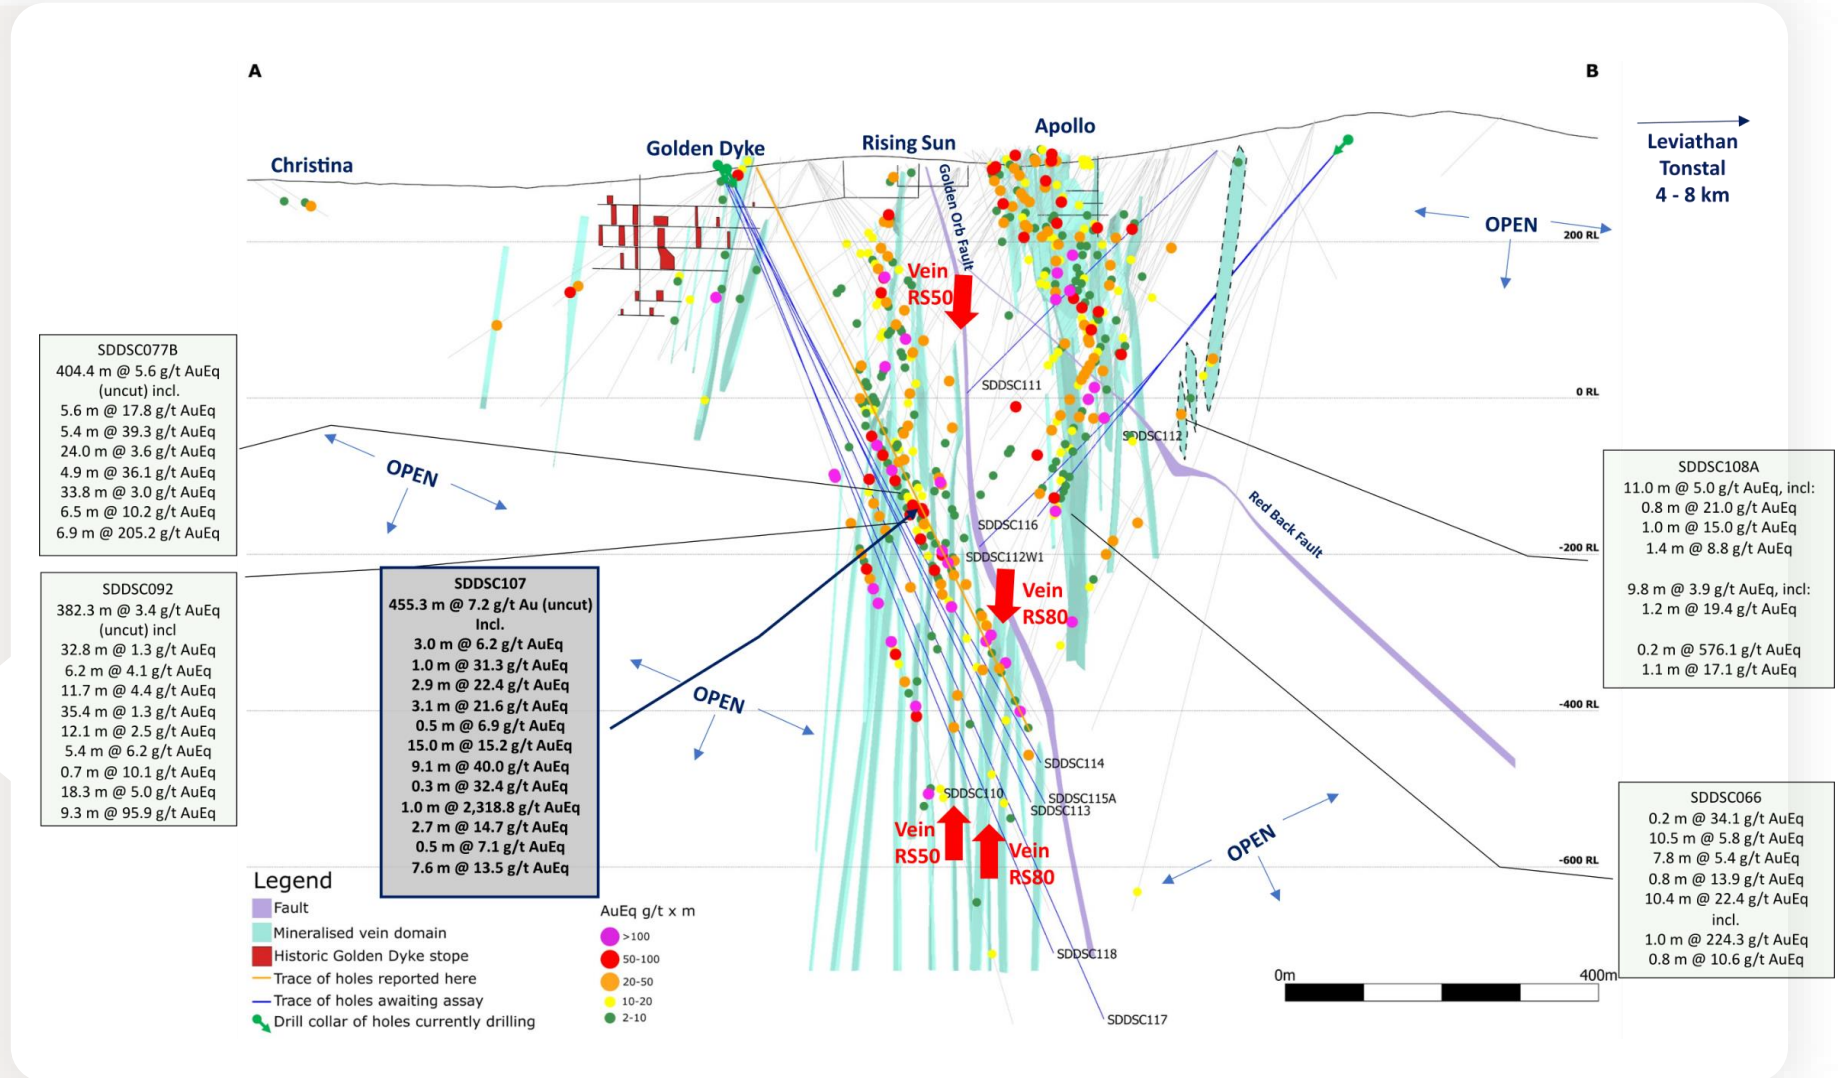 A
B
Christina
Golden Dyke
Rising Sun
Apollo
Leviathan
Tonstal
4 - 8 km
OPEN
200 RL
Golden Orb Fault
Vein
RS50
SDDSC077B
404.4 m @ 5.6 g/t AuEq
(uncut) incl.
5.6 m @ 17.8 g/t AuEq
5.4 m @ 39.3 g/t AuEq
24.0 m @ 3.6 g/t AuEq
4.9 m @ 36.1 g/t AuEq
33.8 m @ 3.0 g/t AuEq
6.5 m @ 10.2 g/t AuEq
6.9 m @ 205.2 g/t AuEq
OPEN
SDDSC111
0 RL
SDDSC112
SDDSC108A
11.0 m @ 5.0 g/t AuEq, incl:
0.8 m @ 21.0 g/t AuEq
1.0 m @ 15.0 g/t AuEq
1.4 m @ 8.8 g/t AuEq
9.8 m @ 3.9 g/t AuEq, incl:
1.2 m @ 19.4 g/t AuEq
0.2 m @ 576.1 g/t AuEq
1.1 m @ 17.1 g/t AuEq
Red Back Fault
SDDSC116
-200 RL
SDDSC112W1
Vein
RS80
SDDSC092
382.3 m @ 3.4 g/t AuEq
(uncut) incl
32.8 m @ 1.3 g/t AuEq
6.2 m @ 4.1 g/t AuEq
11.7 m @ 4.4 g/t AuEq
35.4 m @ 1.3 g/t AuEq
12.1 m @ 2.5 g/t AuEq
5.4 m @ 6.2 g/t AuEq
0.7 m @ 10.1 g/t AuEq
18.3 m @ 5.0 g/t AuEq
9.3 m @ 95.9 g/t AuEq
SDDSC107
455.3 m @ 7.2 g/t Au (uncut)
Incl.
3.0 m @ 6.2 g/t AuEq
1.0 m @ 31.3 g/t AuEq
2.9 m @ 22.4 g/t AuEq
3.1 m @ 21.6 g/t AuEq
0.5 m @ 6.9 g/t AuEq
15.0 m @ 15.2 g/t AuEq
9.1 m @ 40.0 g/t AuEq
0.3 m @ 32.4 g/t AuEq
1.0 m @ 2,318.8 g/t AuEq
2.7 m @ 14.7 g/t AuEq
0.5 m @ 7.1 g/t AuEq
7.6 m @ 13.5 g/t AuEq
OPEN
-400 RL
SDDSC114
SDDSC110
SDDSC115A
SDDSC113
Vein
RS50
Vein
RS80
OPEN
-600 RL
SDDSC066
0.2 m @ 34.1 g/t AuEq
10.5 m @ 5.8 g/t AuEq
7.8 m @ 5.4 g/t AuEq
0.8 m @ 13.9 g/t AuEq
10.4 m @ 22.4 g/t AuEq
incl.
1.0 m @ 224.3 g/t AuEq
0.8 m @ 10.6 g/t AuEq
SDDSC118
SDDSC117
0m
400m
Legend
Fault
Mineralised vein domain
Historic Golden Dyke stope
Trace of holes reported here
Trace of holes awaiting assay
Drill collar of holes currently drilling
AuEq g/t x m
>100
50-100
20-50
10-20
2-10